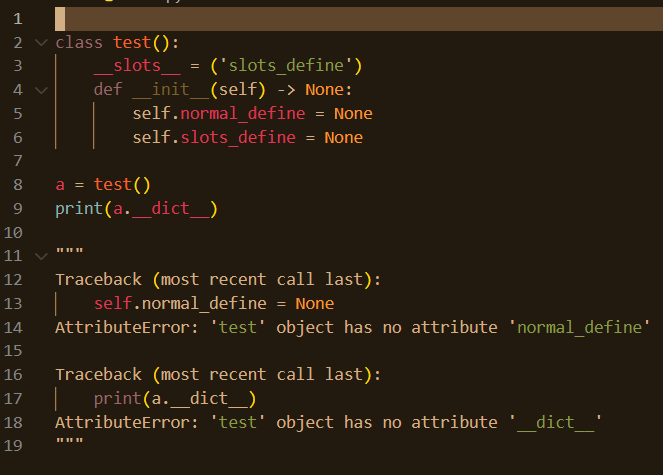 1
2 class test():
3     __slots__ = ('slots_define')
4     def __init__(self) -> None:
5         self.normal_define = None
6         self.slots_define = None
7
8 a = test()
9 print(a.__dict__)
10
11 """
12 Traceback (most recent call last):
13     self.normal_define = None
14 AttributeError: 'test' object has no attribute 'normal_define'
15
16 Traceback (most recent call last):
17     print(a.__dict__)
18 AttributeError: 'test' object has no attribute '__dict__'
19 """